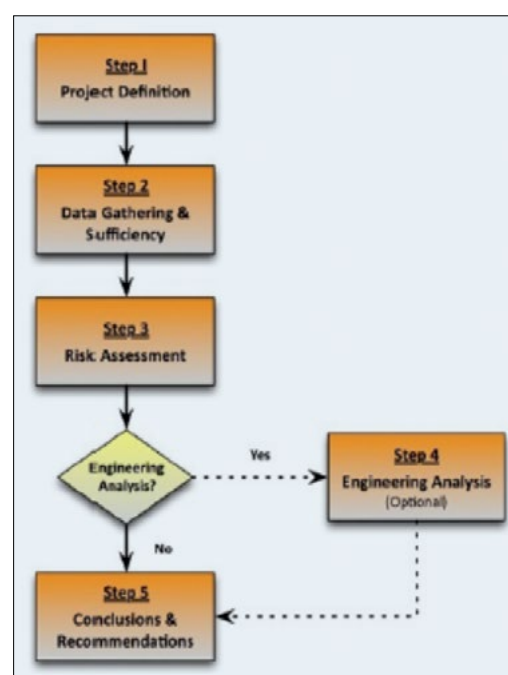 Step 1
Project Definition
Step 2
Data Gathering &
Sufficiency
Step 3
Risk Assessment
Engineering
Analysis?
Yes
Step 4
Engineering Analysis
(Optional)
No
Step 5
Conclusions &
Recommendations